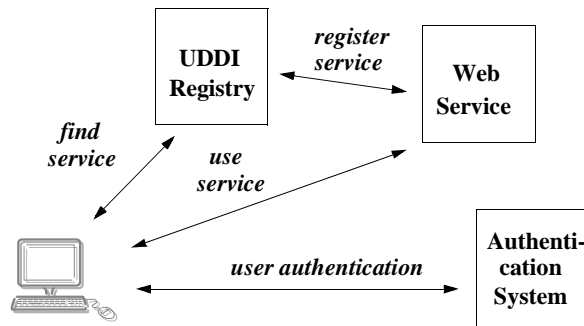 UDDI
Registry
register
service
Web
Service
find
service
use
service
user authentication
Authenti-
cation
System